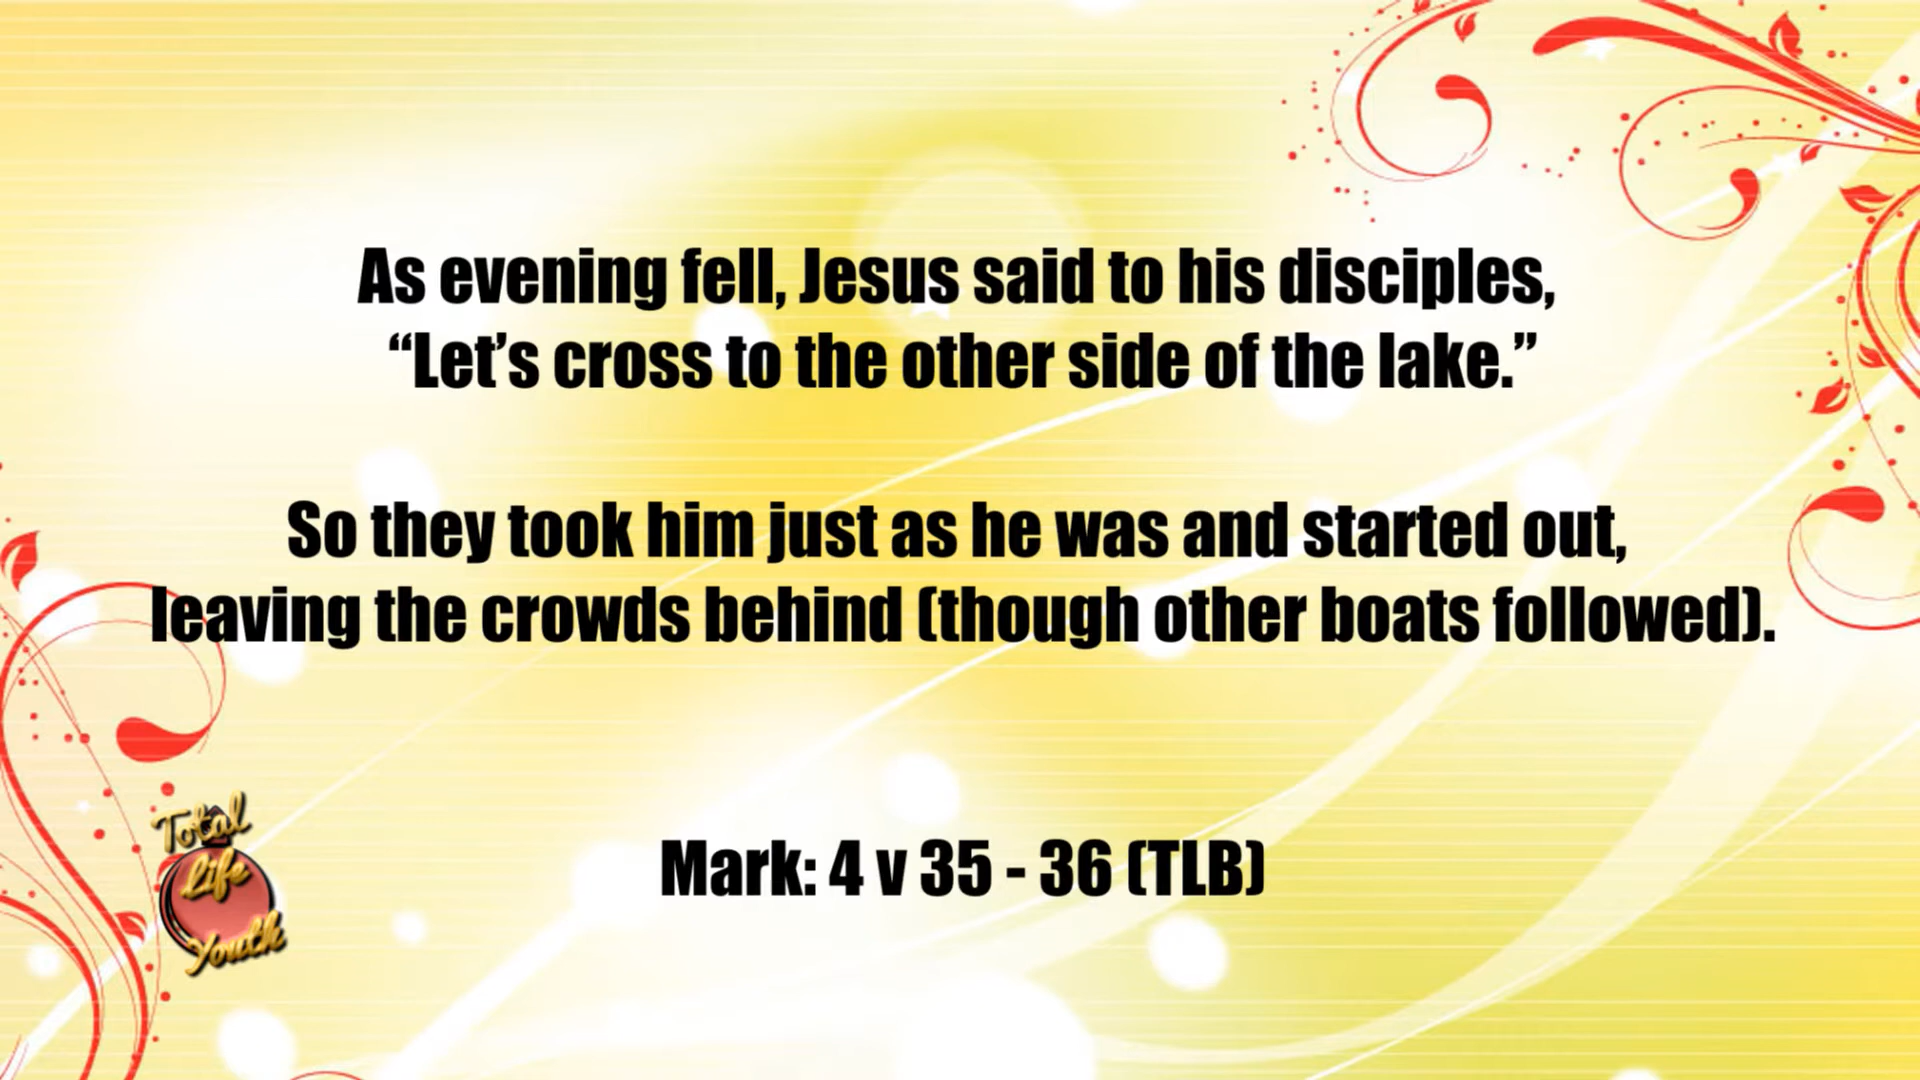 As evening fell, Jesus said to his disciples,
“Let’s cross to the other side of the lake.”
So they took him just as he was and started out,
leaving the crowds behind (though other boats followed).
Mark: 4 v 35 - 36 (TLB)
Total
Life
Youth